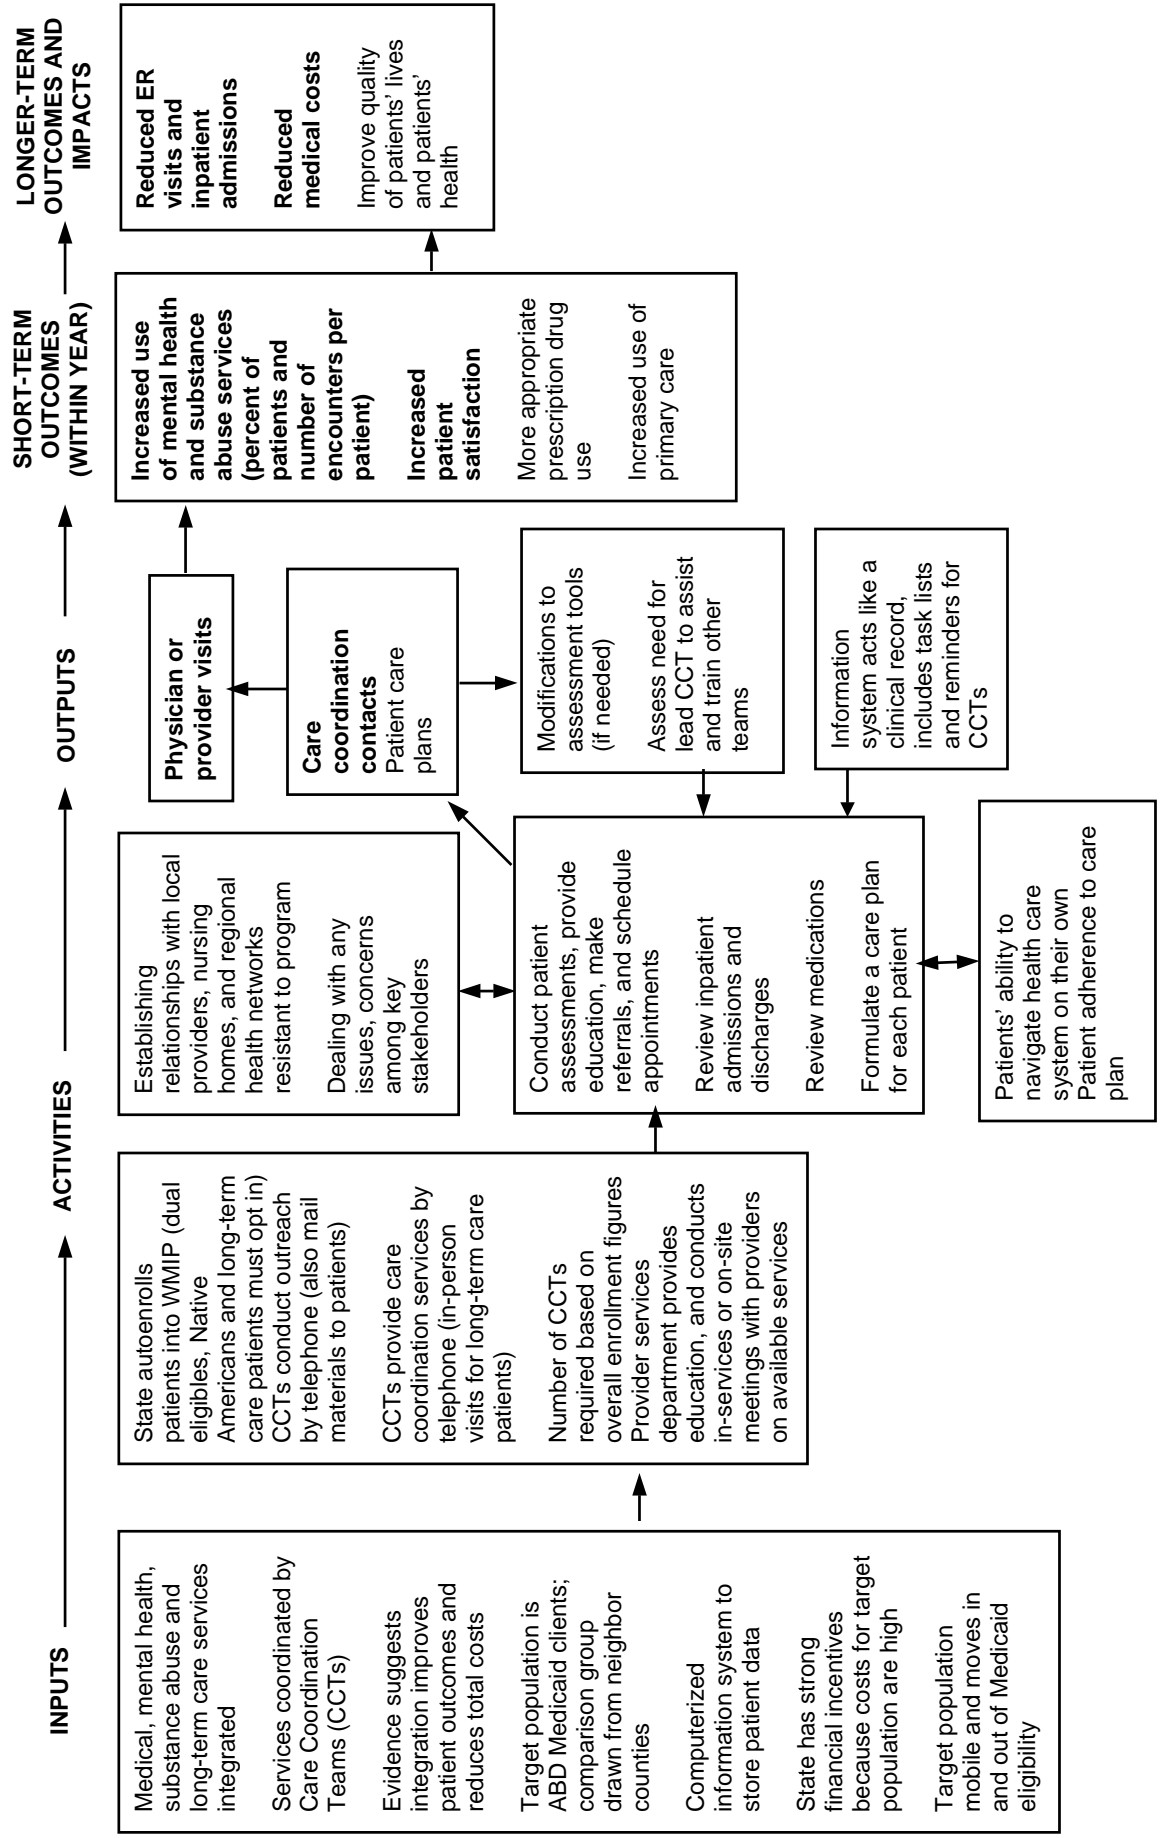 INPUTS
ACTIVITIES
OUTPUTS
SHORT-TERM
OUTCOMES
(WITHIN YEAR)
LONGER-TERM
OUTCOMES AND
IMPACTS
Medical, mental health,
substance abuse and
long-term care services
integrated
Services coordinated by
Care Coordination
Teams (CCTs)
Evidence suggests
integration improves
patient outcomes and
reduces total costs
Target population is
ABD Medicaid clients;
comparison group
drawn from neighbor
counties
Computerized
information system to
store patient data
State has strong
financial incentives
because costs for target
population are high
Target population
mobile and moves in
and out of Medicaid
eligibility
State autoenrolls
patients into WMIP (dual
eligibles, Native
Americans and long-term
care patients must opt in)
CCTs conduct outreach
by telephone (also mail
materials to patients)
CCTs provide care
coordination services by
telephone (in-person
visits for long-term care
patients)
Number of CCTs
required based on
overall enrollment figures
Provider services
department provides
education, and conducts
in-services or on-site
meetings with providers
on available services
Establishing
relationships with local
providers, nursing
homes, and regional
health networks
resistant to program
Dealing with any
issues, concerns
among key
stakeholders
Conduct patient
assessments, provide
education, make
referrals, and schedule
appointments
Review inpatient
admissions and
discharges
Review medications
Formulate a care plan
for each patient
Patients’ ability to
navigate health care
system on their own
Patient adherence to care
plan
Physician or
provider visits
Care
coordination
contacts
Patient care
plans
Modifications to
assessment tools
(if needed)
Assess need for
lead CCT to assist
and train other
teams
Information
system acts like a
clinical record,
includes task lists
and reminders for
CCTs
Increased use
of mental health
and substance
abuse services
(percent of
patients and
number of
encounters per
patient)
Increased
patient
satisfaction
More appropriate
prescription drug
use
Increased use of
primary care
Reduced ER
visits and
inpatient
admissions
Reduced
medical costs
Improve quality
of patients’ lives
and patients’
health